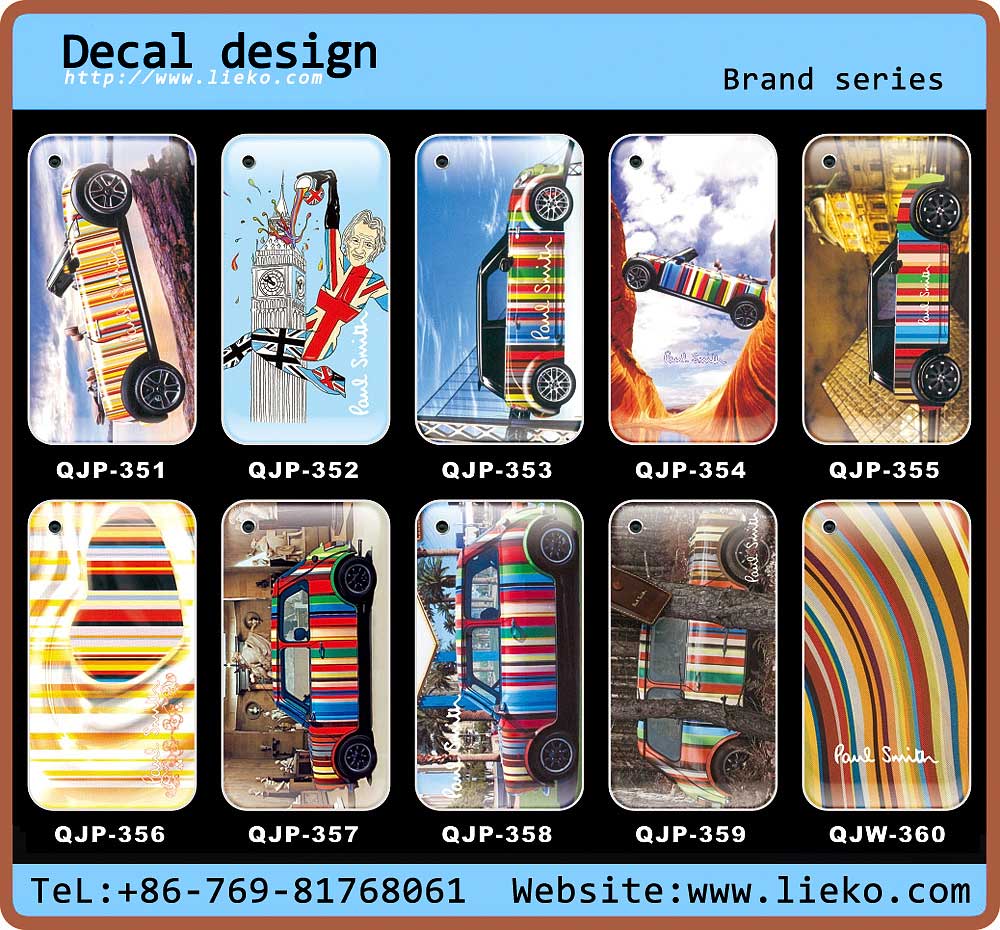 Decal design
http://www.lieko.com
Brand series
Paul Smith
Paul Smith
Paul Smith
Paul Smith
Paul Smith
QJP-351 QJP-352 QJP-353 QJP-354 QJP-355
Paul Smith
Paul Smith
Paul Smith
Paul Smith
QJP-356 QJP-357 QJP-358 QJP-359 QJW-360
TeL:+86-769-81768061 Website:www.lieko.com